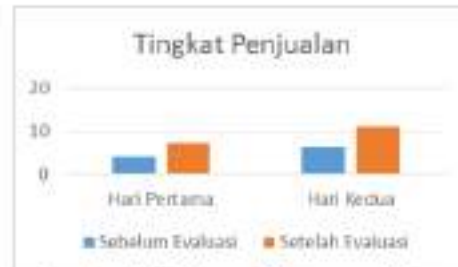 Tingkat Penjualan
20
10
0
Hari Pertama Hari Kedua
Sebelum Evaluasi Setelah Evaluasi